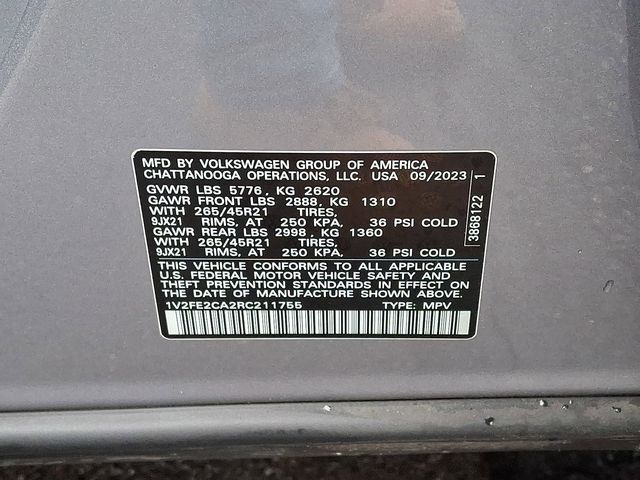 MFD BY VOLKSWAGEN GROUP OF AMERICA
CHATTANOOGA OPERATIONS, LLC. USA 09/2023
GVWR LBS 5776, KG 2620
GAWR FRONT LBS 2888, KG 1310
WITH 265/45R21 TIRES,
9JX21 RIMS, AT 250 KPA, 36 PSI COLD
GAWR REAR LBS 2998, KG 1360
WITH 265/45R21 TIRES,
9JX21 RIMS, AT 250 KPA, 36 PSI COLD
THIS VEHICLE CONFORMS TO ALL APPLICABLE
U.S. FEDERAL MOTOR VEHICLE SAFETY AND
THEFT PREVENTION STANDARDS IN EFFECT ON
THE DATE OF MANUFACTURE SHOWN ABOVE.
1V2FE2CA2RC211755 TYPE: MPV
3868122 1